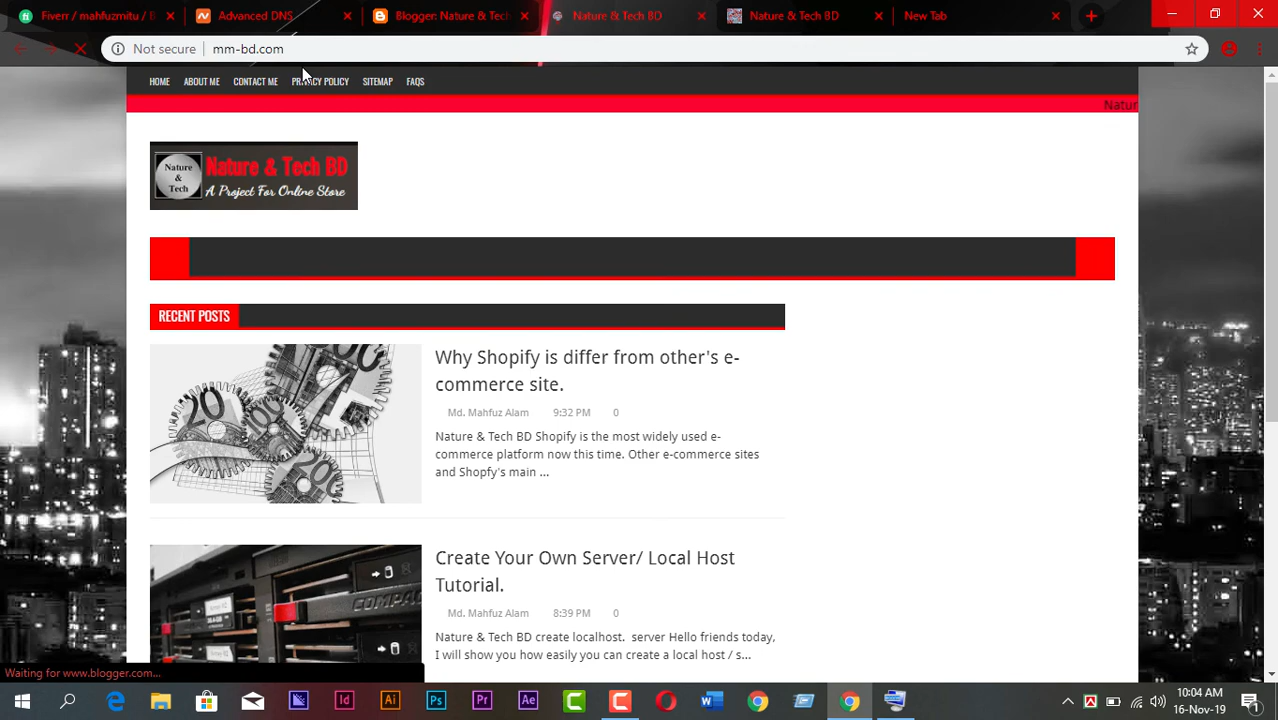 Fiverr / mahfuzmitu / B
Advanced DNS
Blogger: Nature & Tech
Nature & Tech BD
Nature & Tech BD
New Tab
Not secure
mm-bd.com
HOME ABOUT ME CONTACT ME PRIVACY POLICY SITEMAP FAQS
Natur
Nature & Tech
Nature & Tech BD
A Project For Online Store
RECENT POSTS
Why Shopify is differ from other's e-
commerce site.
Md. Mahfuz Alam 9:32 PM 0
Nature & Tech BD Shopify is the most widely used e-
commerce platform now this time. Other e-commerce sites
and Shopfy's main ...
20
200
Create Your Own Server/ Local Host
Tutorial.
Md. Mahfuz Alam 8:39 PM 0
Nature & Tech BD create localhost. server Hello friends today,
I will show you how easily you can create a local host / s...
COMPAQ
Waiting for www.blogger.com...
10:04 AM
16-Nov-19